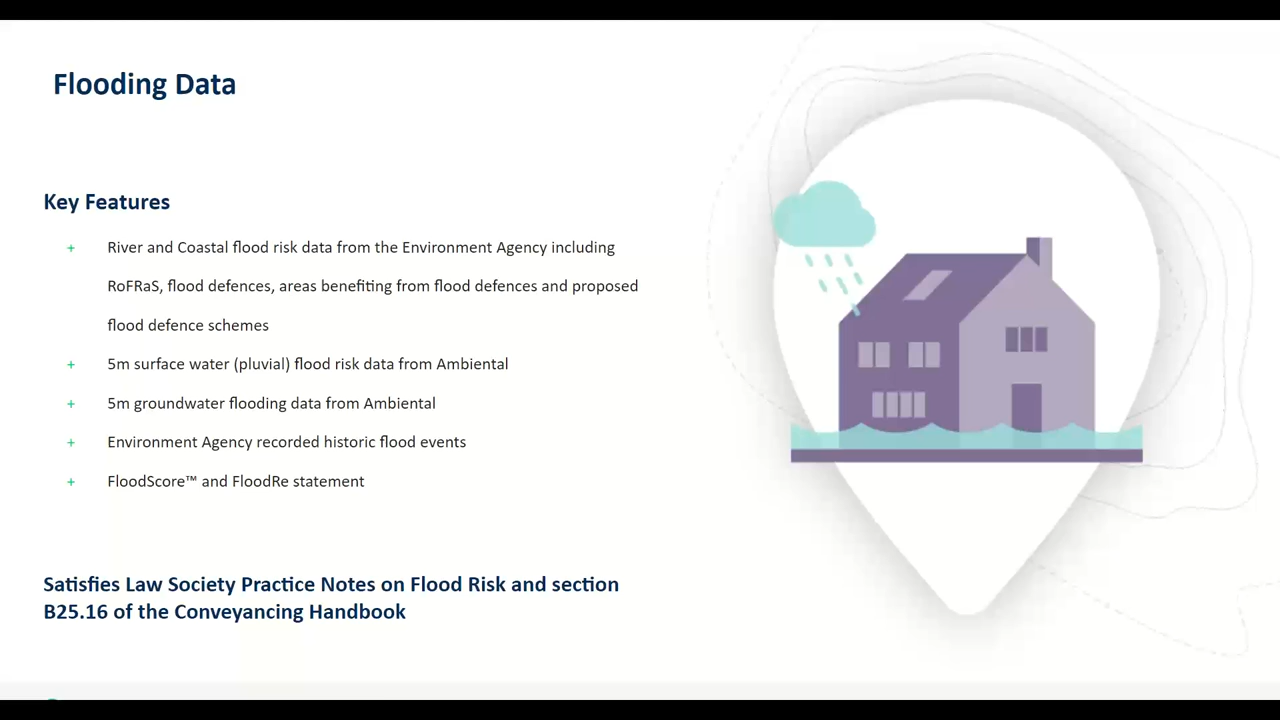 Flooding Data
Key Features
+ River and Coastal flood risk data from the Environment Agency including
RoFRaS, flood defences, areas benefiting from flood defences and proposed
flood defence schemes
+ 5m surface water (pluvial) flood risk data from Ambiental
+ 5m groundwater flooding data from Ambiental
+ Environment Agency recorded historic flood events
+ FloodScore™ and FloodRe statement
Satisfies Law Society Practice Notes on Flood Risk and section
B25.16 of the Conveyancing Handbook